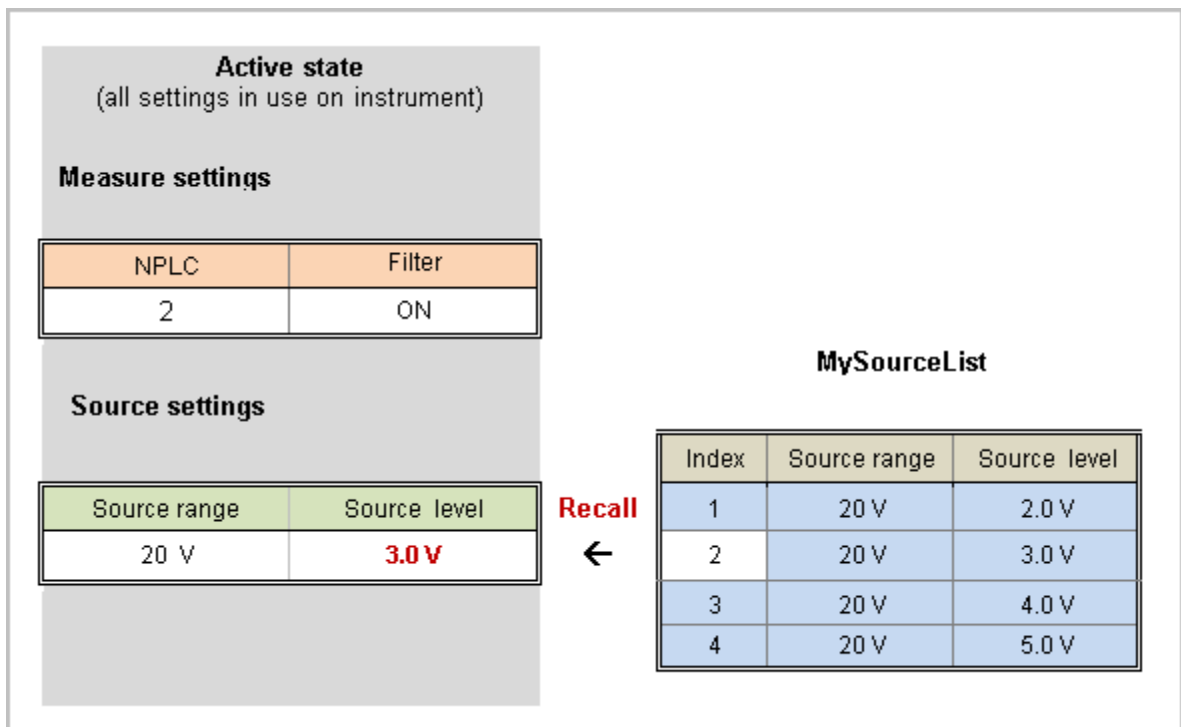 Active state
(all settings in use on instrument)
Measure settings
NPLC Filter
2 ON
MySourceList
Source settings
Index Source range Source level
1 20 V 2.0 V
2 20 V 3.0 V
3 20 V 4.0 V
4 20 V 5.0 V
Source range Source level
20 V 3.0 V
Recall
←